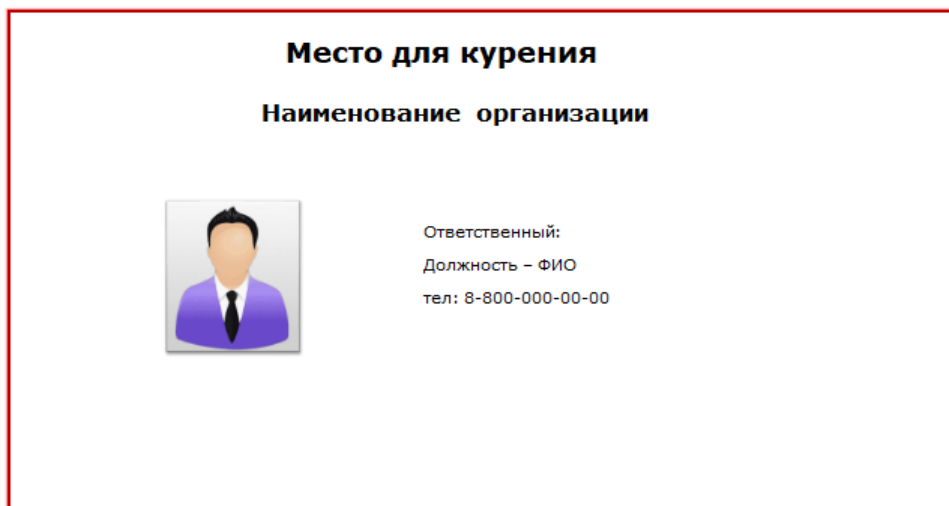 Место для курения
Наименование организации
Ответственный:
Должность – ФИО
тел: 8-800-000-00-00